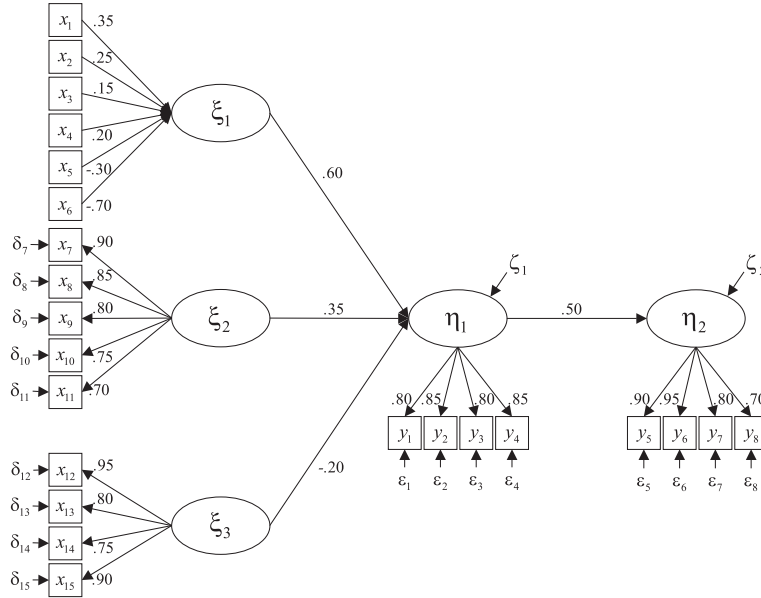 x1 .35
x2 .25
x3 .15
x4 .20
x5 -.30
x6 -.70
ξ1
.60
δ7 x7 .90
δ8 x8 .85
δ9 x9 .80
δ10 x10 .75
δ11 x11 .70
ξ2
.35
ζ1
η1
.50
η2
.80 .85 .80 .85
y1 y2 y3 y4
ε1 ε2 ε3 ε4
.90 .95 .80 .70
y5 y6 y7 y8
ε5 ε6 ε7 ε8
-.20
δ12 x12 .95
δ13 x13 .80
δ14 x14 .75
δ15 x15 .90
ξ3